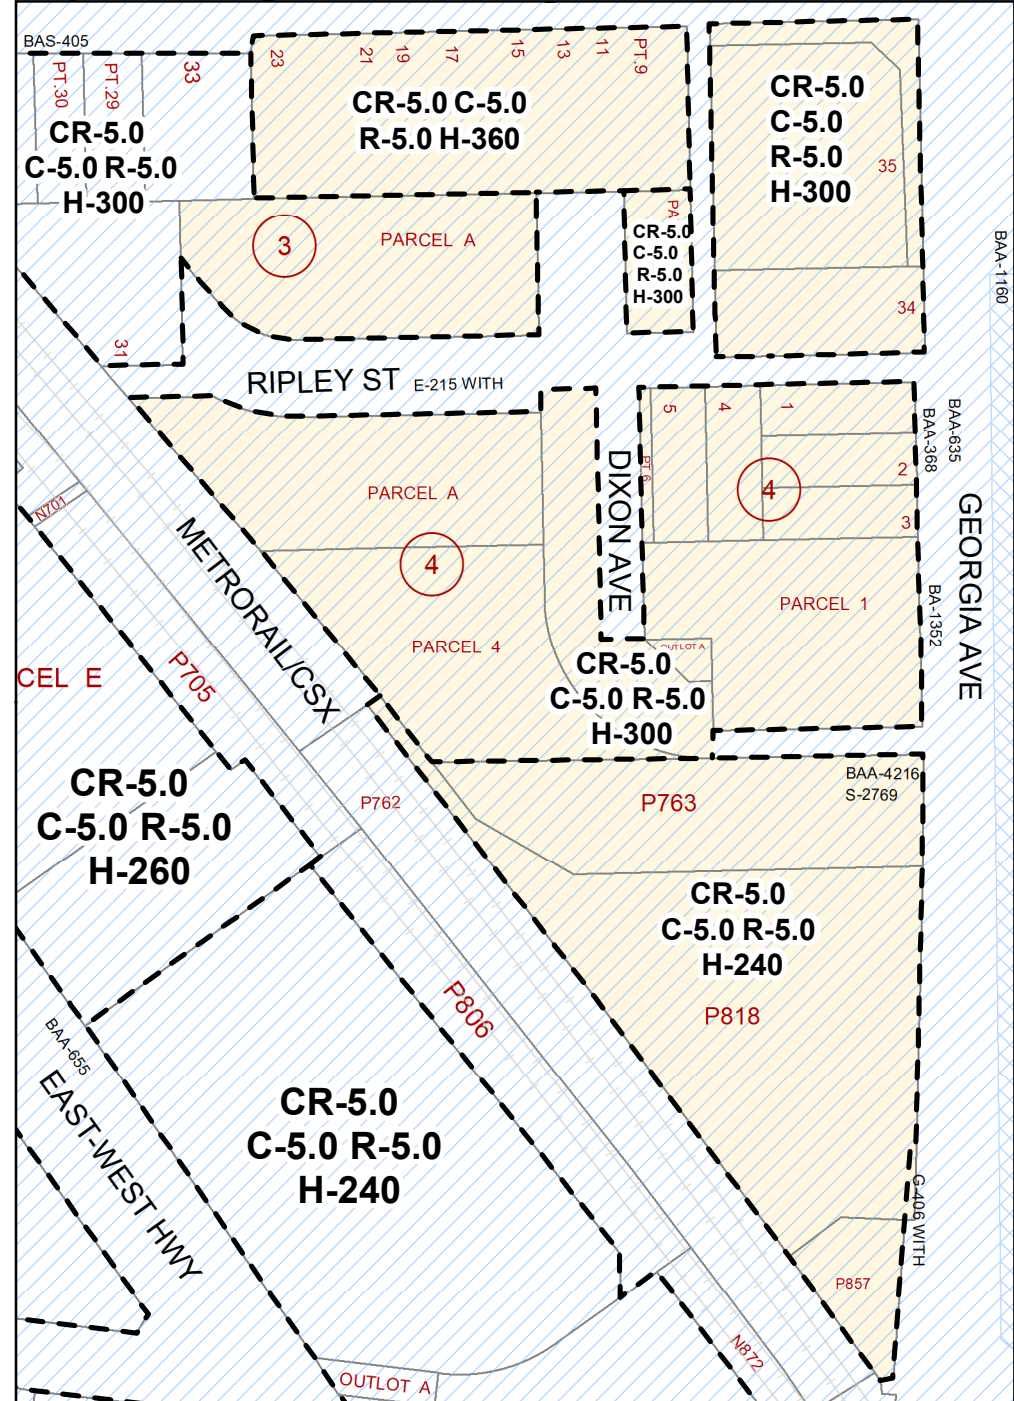 BAS-405
PT.30
PT.29
33
CR-5.0
C-5.0 R-5.0
H-300
23
21
19
17
15
13
11
PT.9
CR-5.0 C-5.0
R-5.0 H-360
CR-5.0
C-5.0
R-5.0
H-300
35
34
3
PARCEL A
PA
CR-5.0
C-5.0
R-5.0
H-300
BAA-1160
31
RIPLEY ST
E-215 WITH
5
4
1
PT.6
2
3
4
BAA-368
BAA-635
DIXON AVE
GEORGIA AVE
PARCEL A
4
PARCEL 4
PARCEL 1
BA-1352
OUTLOT A
CR-5.0
C-5.0 R-5.0
H-300
N701
METRORAIL/CSX
CEL E
P705
CR-5.0
C-5.0 R-5.0
H-260
P762
P763
BAA-4216
S-2769
CR-5.0
C-5.0 R-5.0
H-240
P818
P806
BAA-655
EAST-WEST HWY
CR-5.0
C-5.0 R-5.0
H-240
G-406 WITH
P857
N872
OUTLOT A